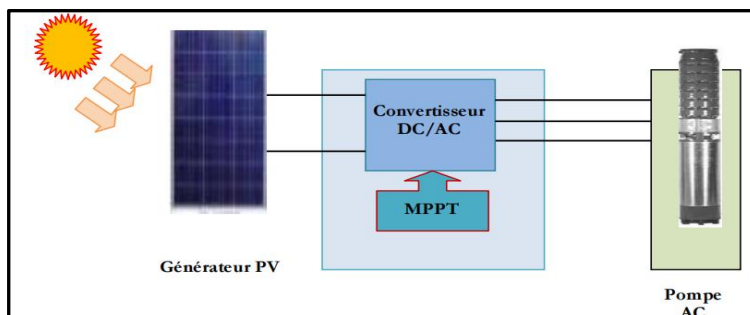 Convertisseur
DC/AC
MPPT
Générateur PV
Pompe
AC